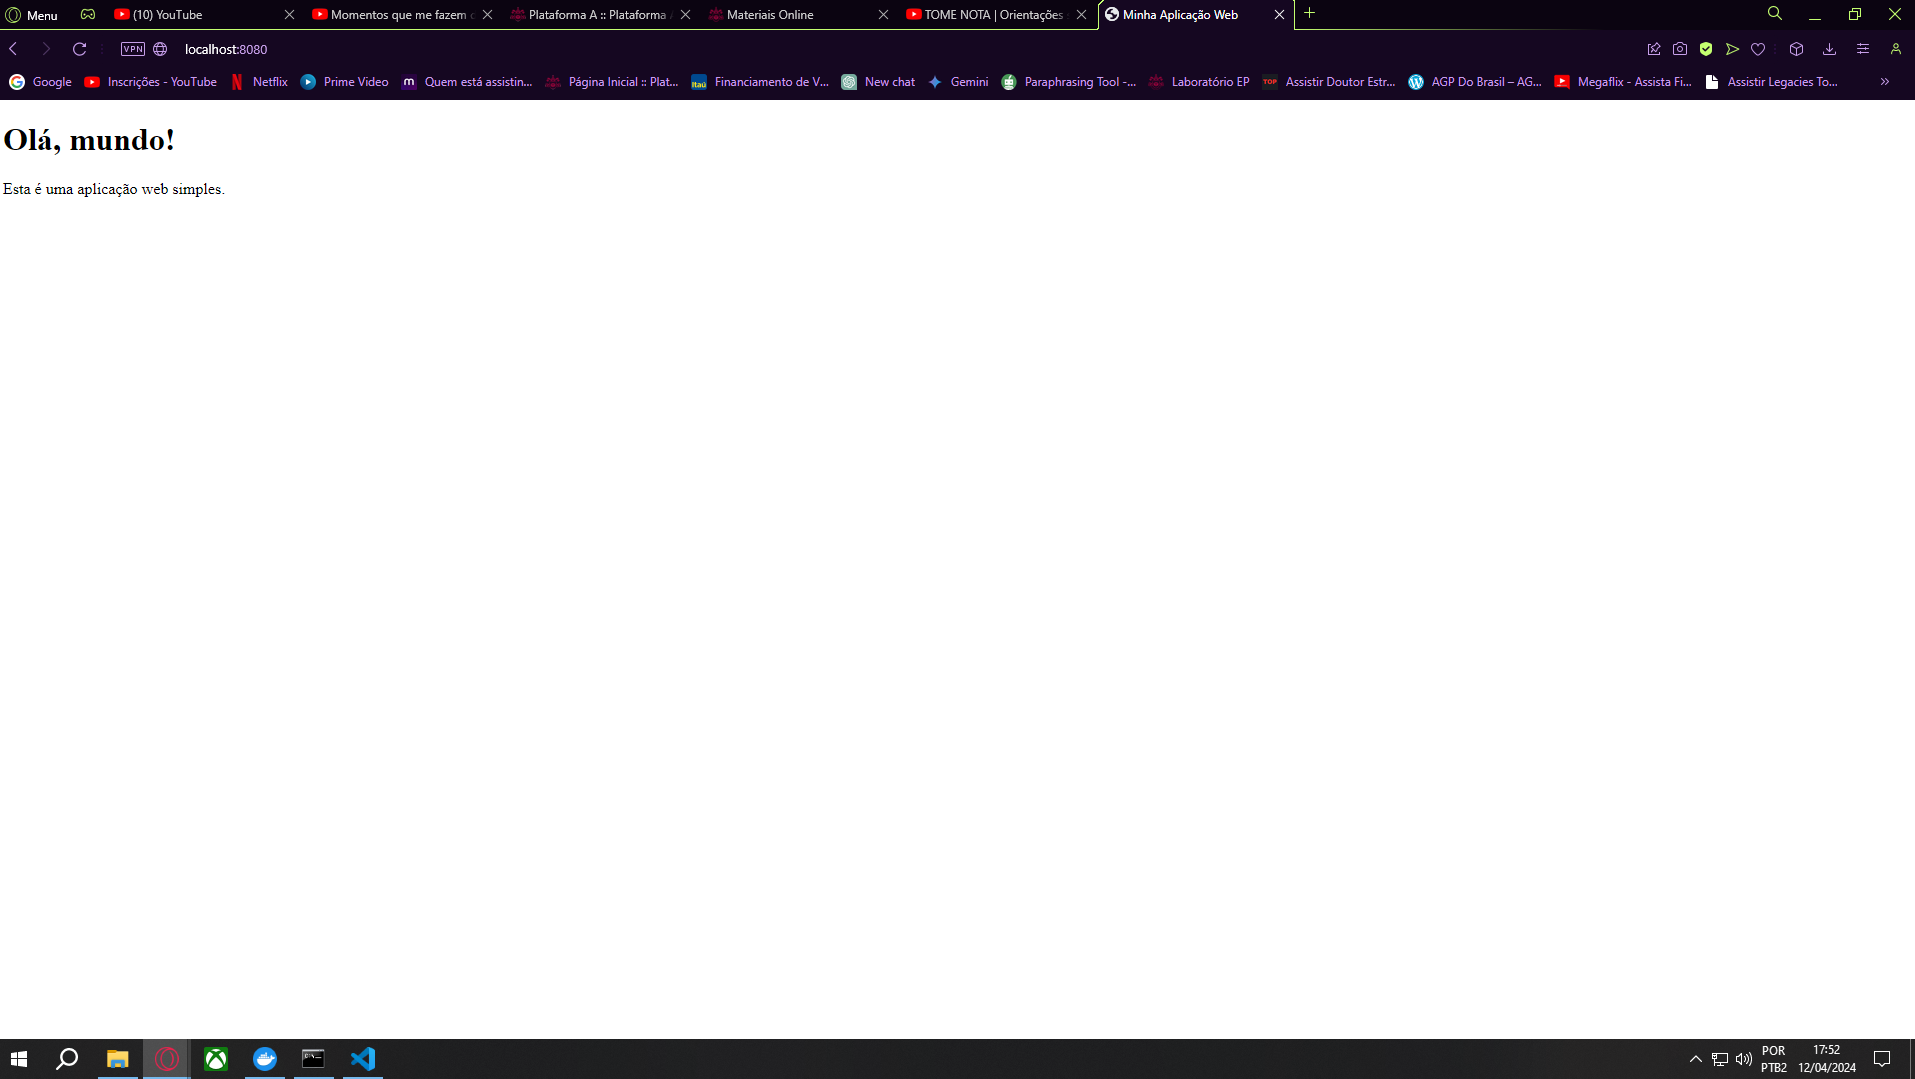 Menu
(10) YouTube
Momentos que me fazem
Plataforma A :: Plataforma
Materiais Online
TOME NOTA | Orientações
Minha Aplicação Web
VPN
localhost:8080
Google
Inscrições - YouTube
N Netflix
Prime Video
m Quem está assistin...
Página Inicial :: Plat...
Itaú Financiamento de V...
New chat
Gemini
Paraphrasing Tool -...
Laboratório EP
TOP Assistir Doutor Estr...
AGP Do Brasil – AG...
Megaflix - Assista Fi...
Assistir Legacies To...
Olá, mundo!
Esta é uma aplicação web simples.
POR
PTB2
17:52
12/04/2024